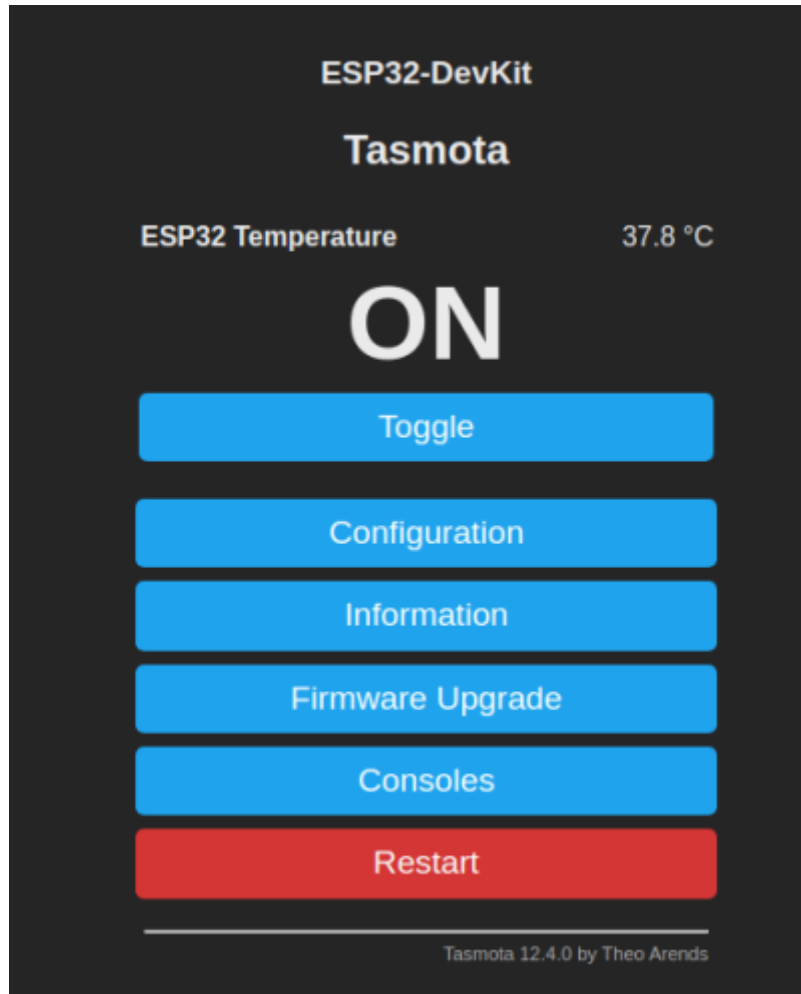 ESP32-DevKit
Tasmota
ESP32 Temperature 37.8 °C
ON
Toggle
Configuration
Information
Firmware Upgrade
Consoles
Restart
Tasmota 12.4.0 by Theo Arends